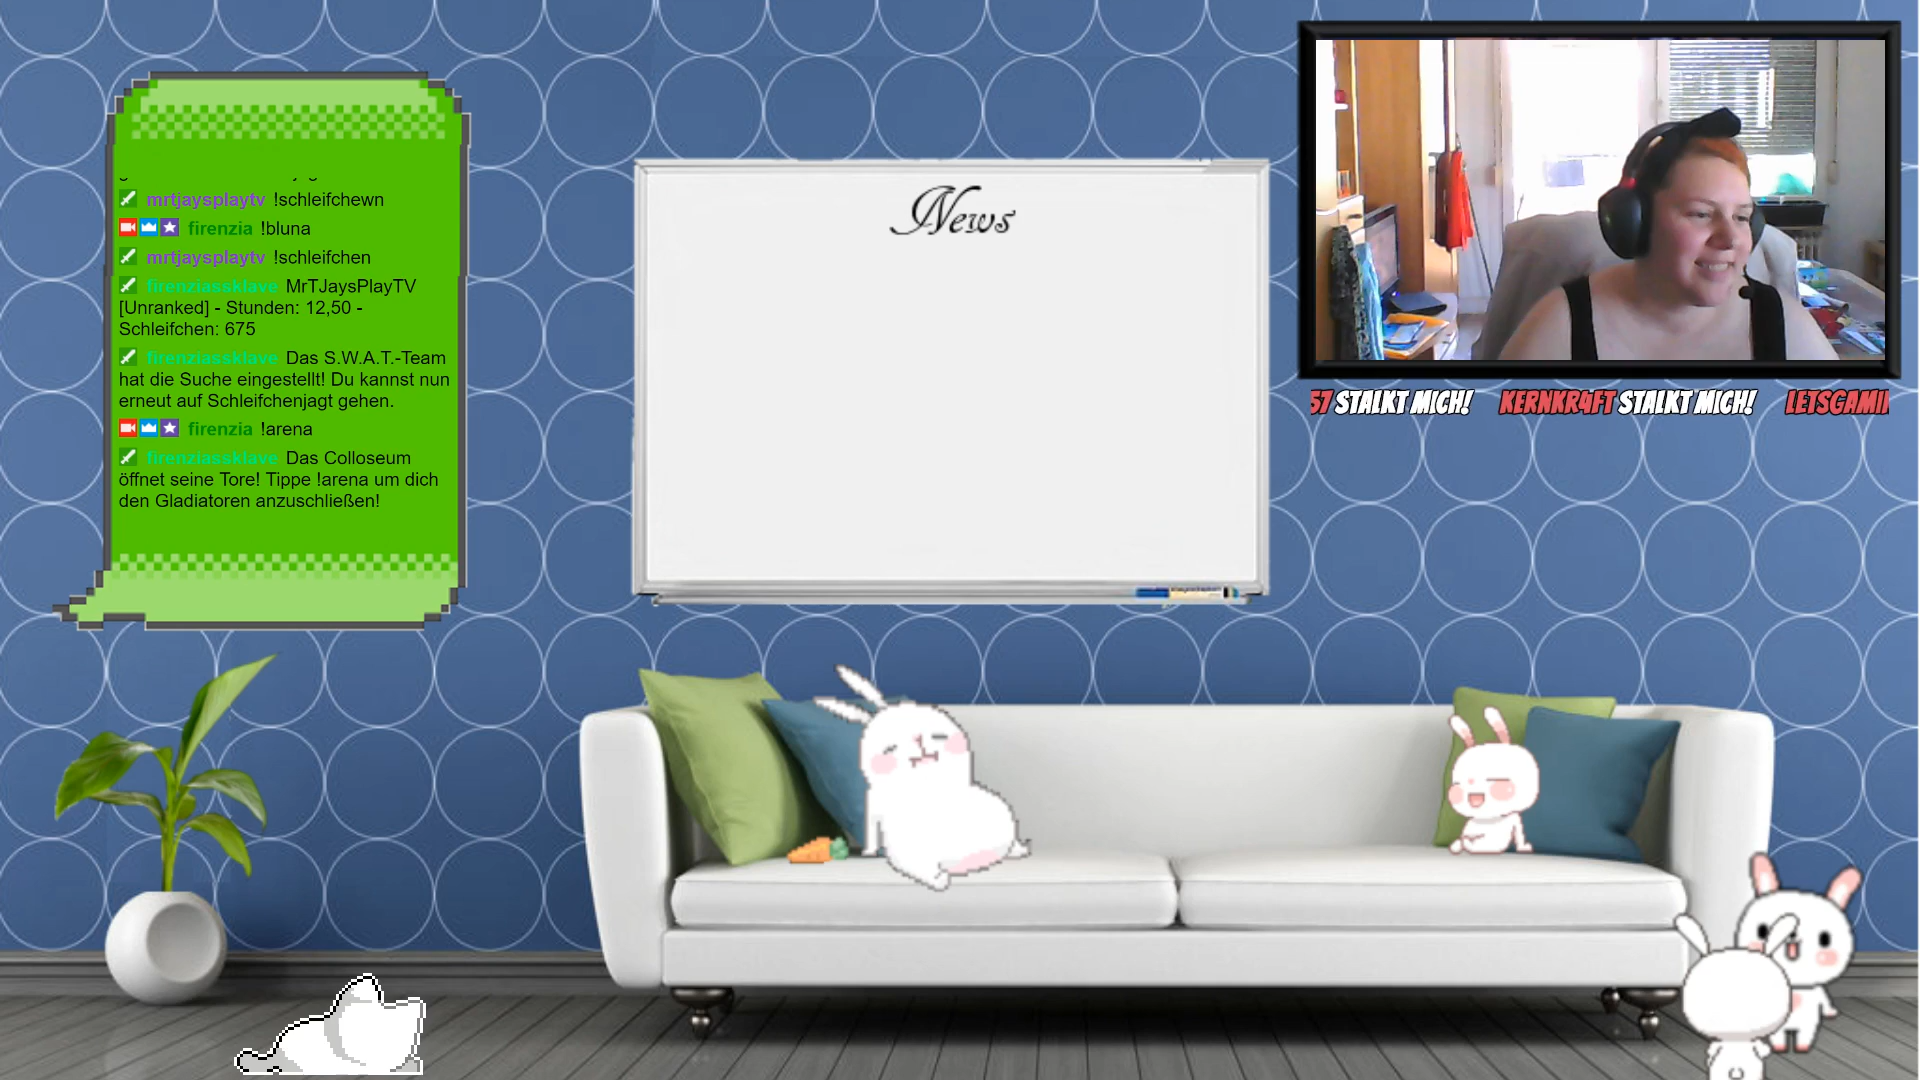 mrtjaysplaytv !schleifchewn
firenzia !bluna
mrtjaysplaytv !schleifchen
firenziassklave MrTJaysPlayTV
[Unranked] - Stunden: 12,50 -
Schleifchen: 675
firenziassklave Das S.W.A.T.-Team
hat die Suche eingestellt! Du kannst nun
erneut auf Schleifchenjagt gehen.
firenzia !arena
firenziassklave Das Colloseum
öffnet seine Tore! Tippe !arena um dich
den Gladiatoren anzuschließen!
News
57 STALKT MICH! KERNKR4FT STALKT MICH! LETSGAMI